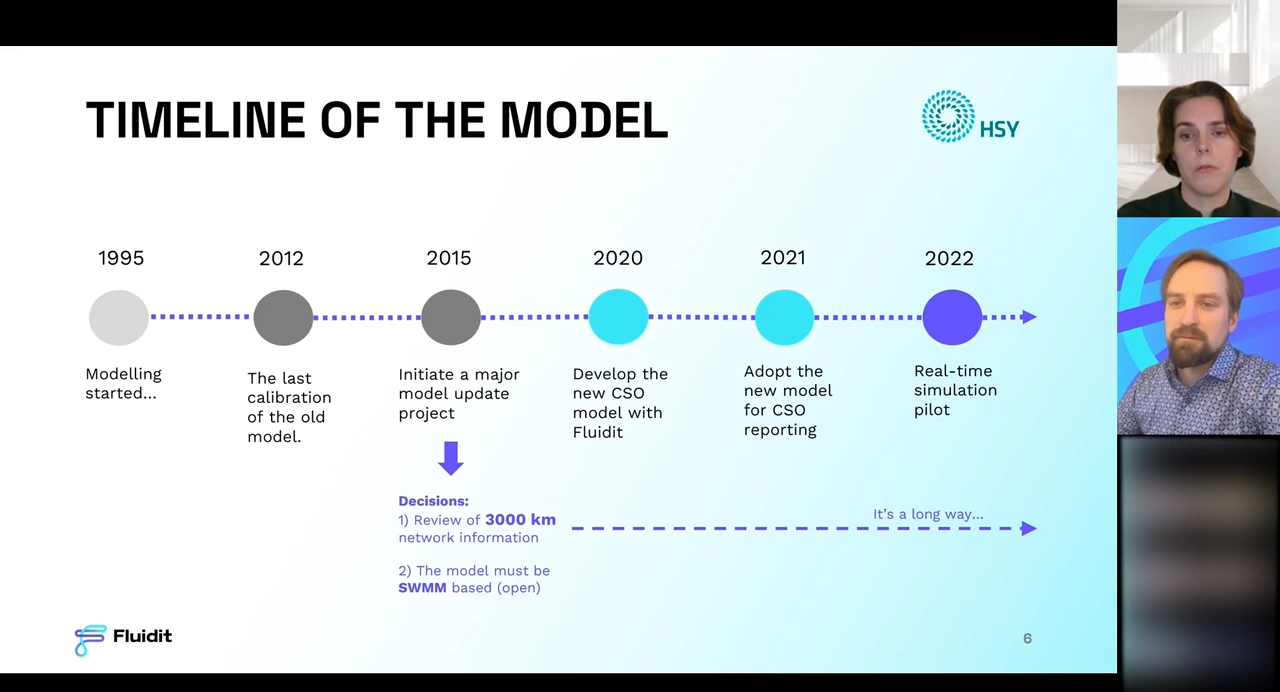 TIMELINE OF THE MODEL
HSY
1995
2012
2015
2020
2021
2022
Modelling
started...
The last
calibration
of the old
model.
Initiate a major
model update
project
Develop the
new CSO
model with
Fluidit
Adopt the
new model
for CSO
reporting
Real-time
simulation
pilot
Decisions:
1) Review of 3000 km
network information
2) The model must be
SWMM based (open)
It's a long way...
Fluidit
6